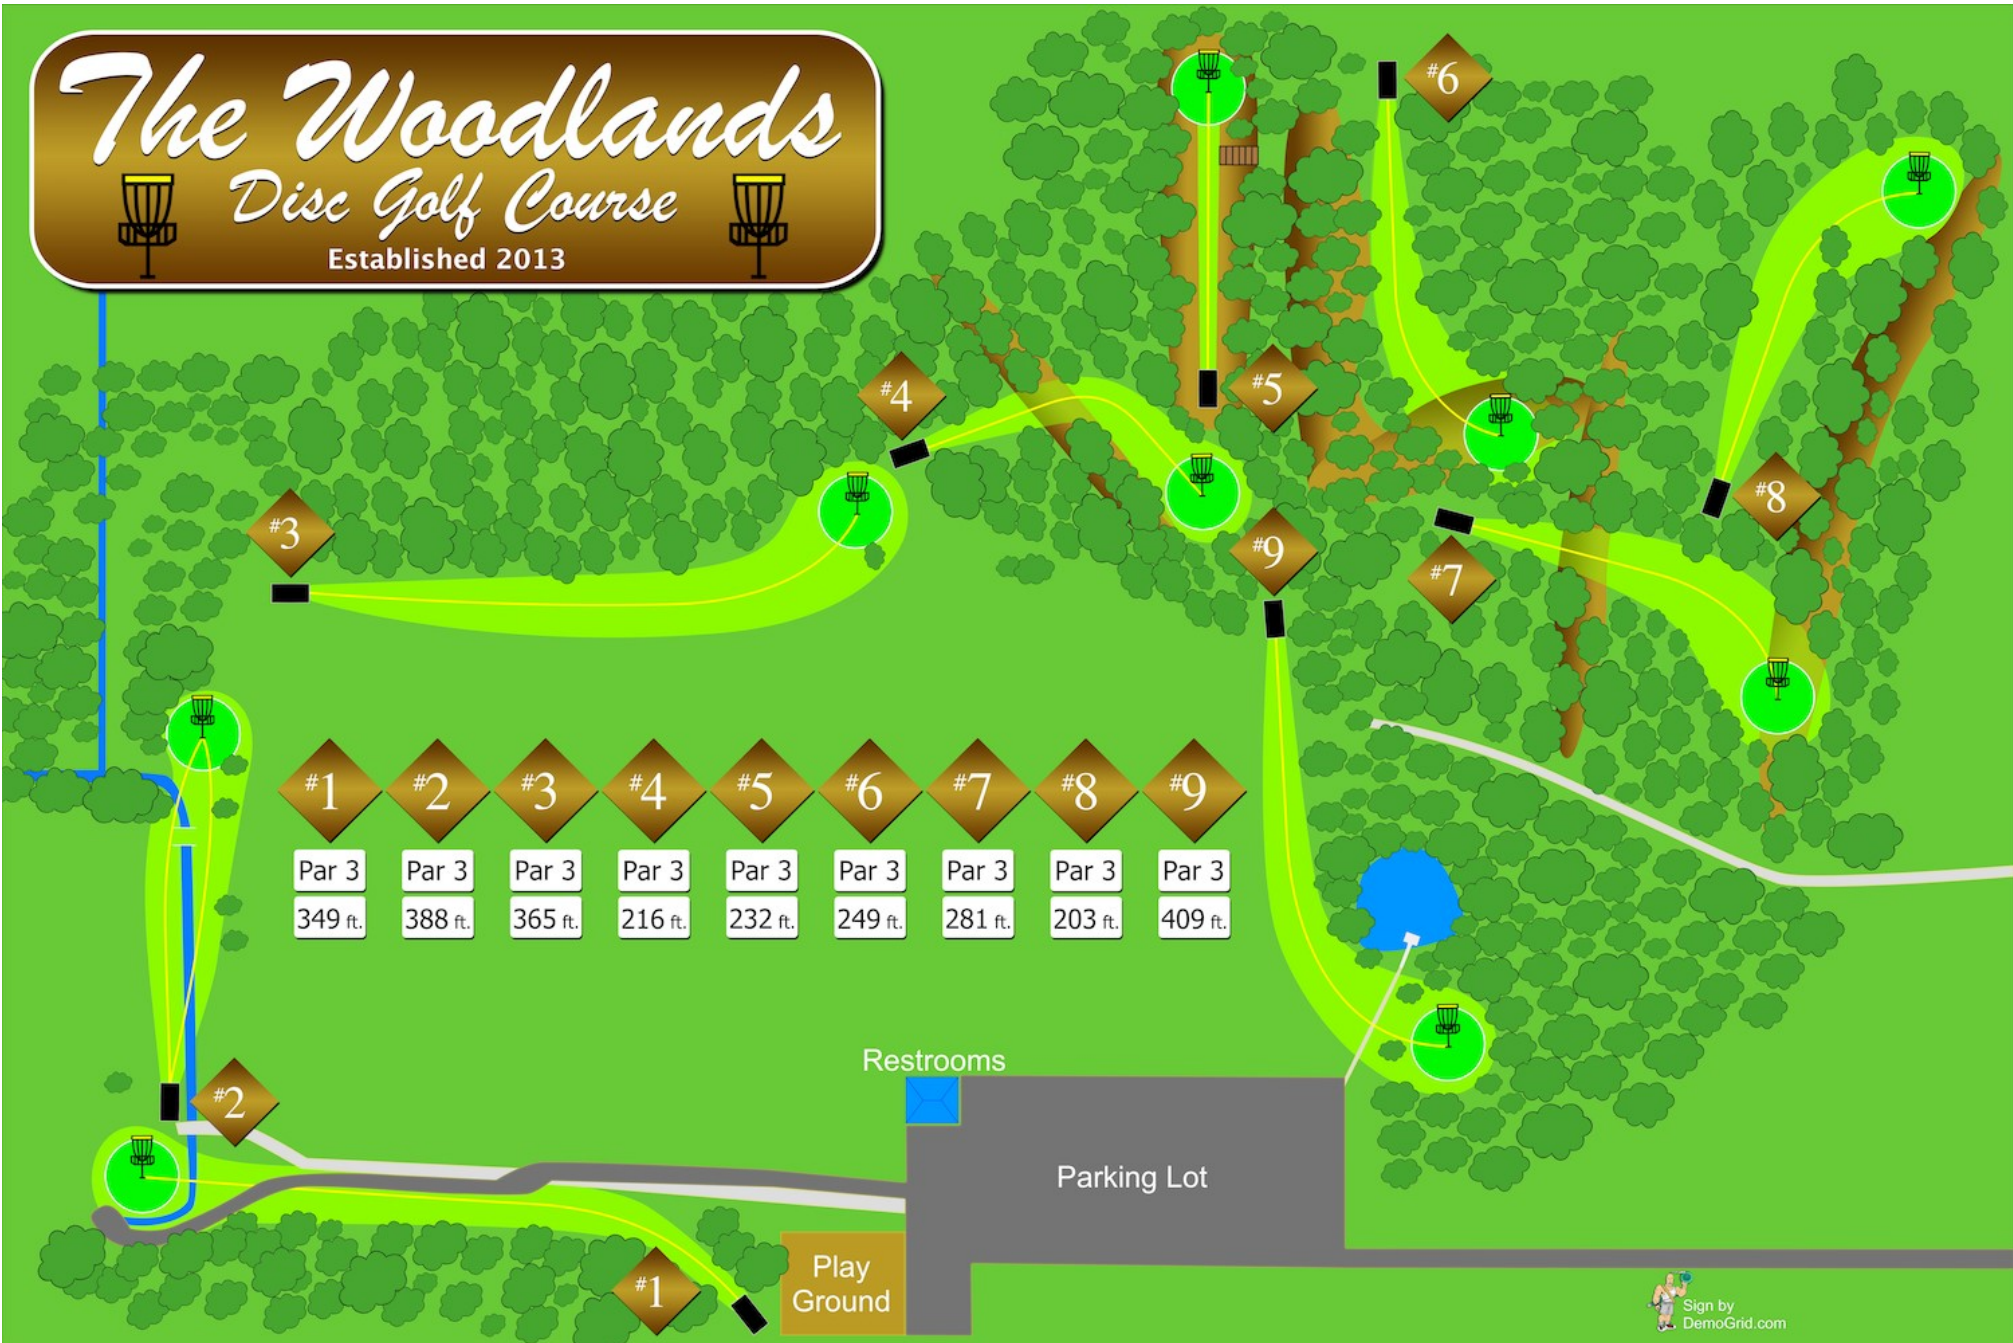 The Woodlands
Disc Golf Course
Established 2013
#6
#4
#5
#3
#8
#9
#7
#1 #2 #3 #4 #5 #6 #7 #8 #9
Par 3 Par 3 Par 3 Par 3 Par 3 Par 3 Par 3 Par 3 Par 3
349 ft. 388 ft. 365 ft. 216 ft. 232 ft. 249 ft. 281 ft. 203 ft. 409 ft.
Restrooms
#2
Parking Lot
Play
Ground
#1
Sign by
DemoGrid.com